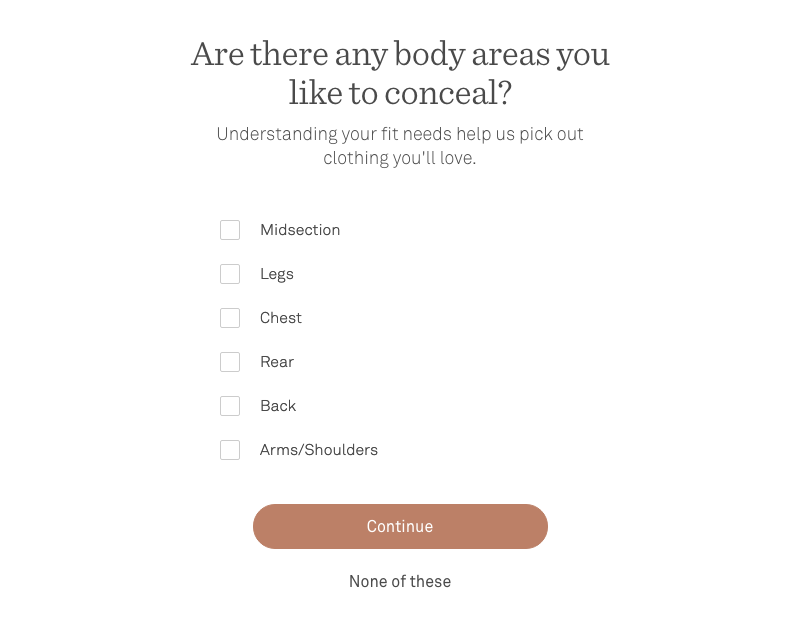 Are there any body areas you
like to conceal?
Understanding your fit needs help us pick out
clothing you'll love.
Midsection
Legs
Chest
Rear
Back
Arms/Shoulders
Continue
None of these